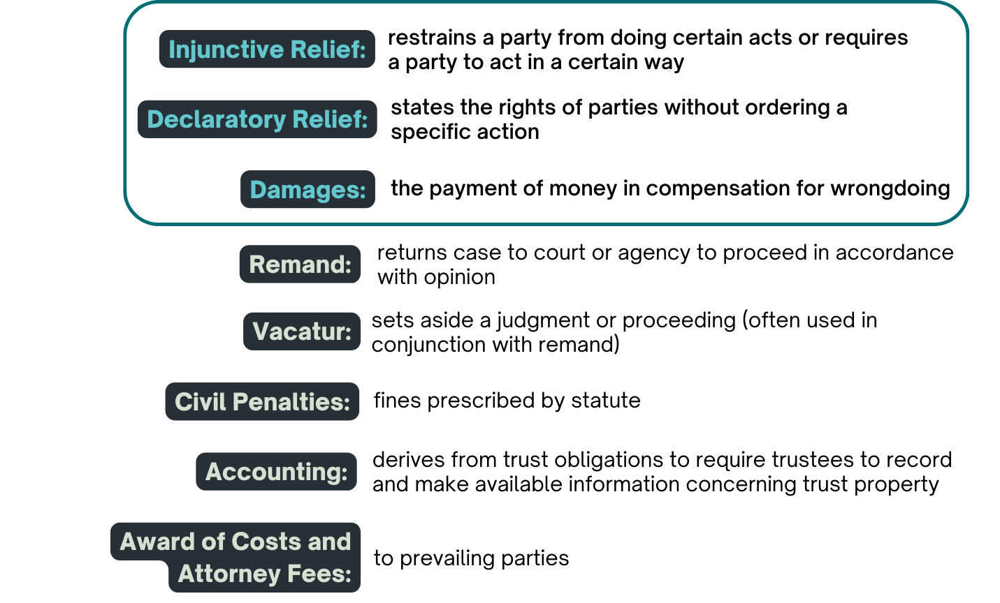 Injunctive Relief: restrains a party from doing certain acts or requires
a party to act in a certain way
Declaratory Relief: states the rights of parties without ordering a
specific action
Damages: the payment of money in compensation for wrongdoing
Remand: returns case to court or agency to proceed in accordance
with opinion
Vacatur: sets aside a judgment or proceeding (often used in
conjunction with remand)
Civil Penalties: fines prescribed by statute
Accounting: derives from trust obligations to require trustees to record
and make available information concerning trust property
Award of Costs and
Attorney Fees: to prevailing parties